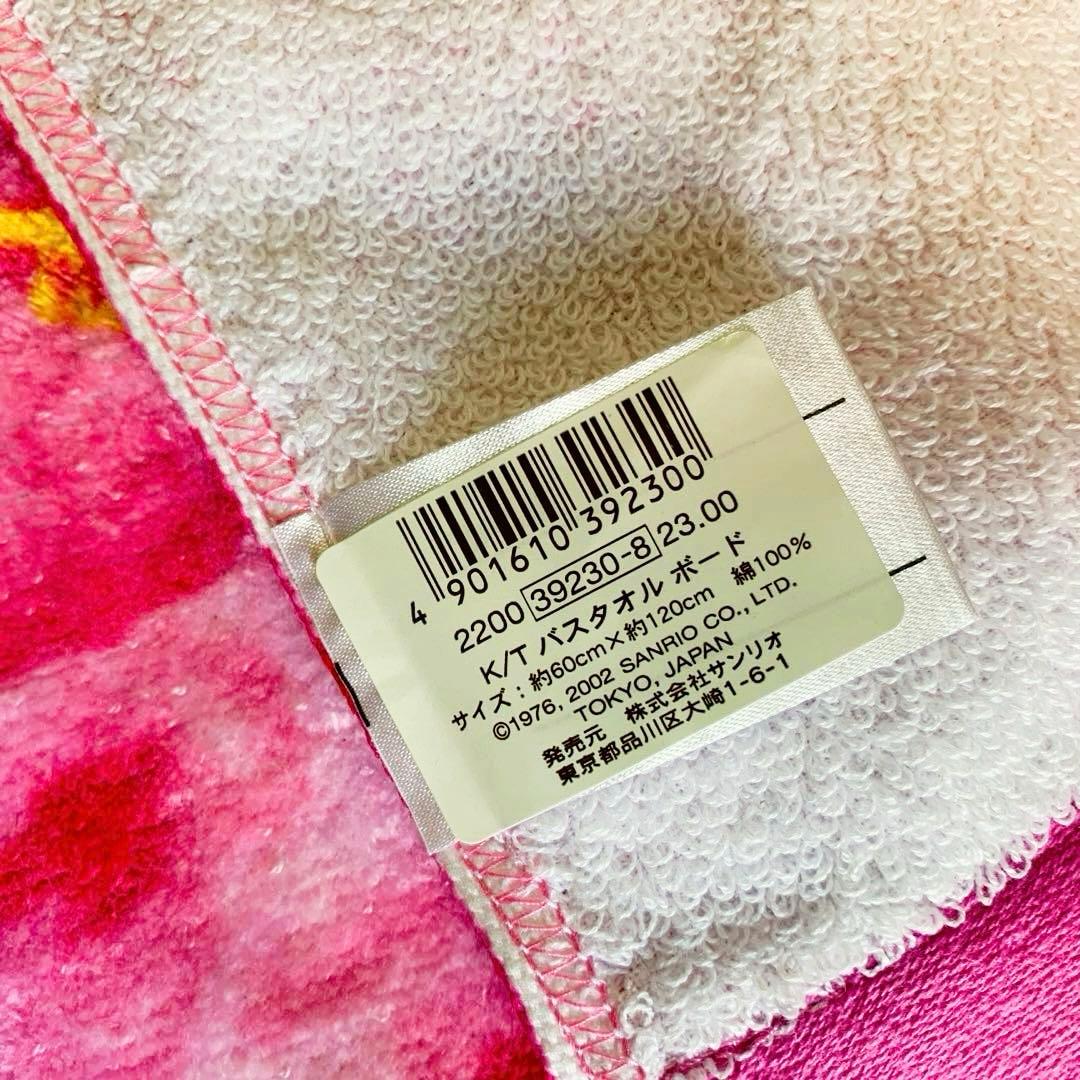 4 901610 392300
2200 39230-8 23.00
K/T バスタオル ボード
サイズ：約60cm×約120cm 綿100%
©1976, 2002 SANRIO CO., LTD.
TOKYO, JAPAN
発売元 株式会社サンリオ
東京都品川区大崎1-6-1